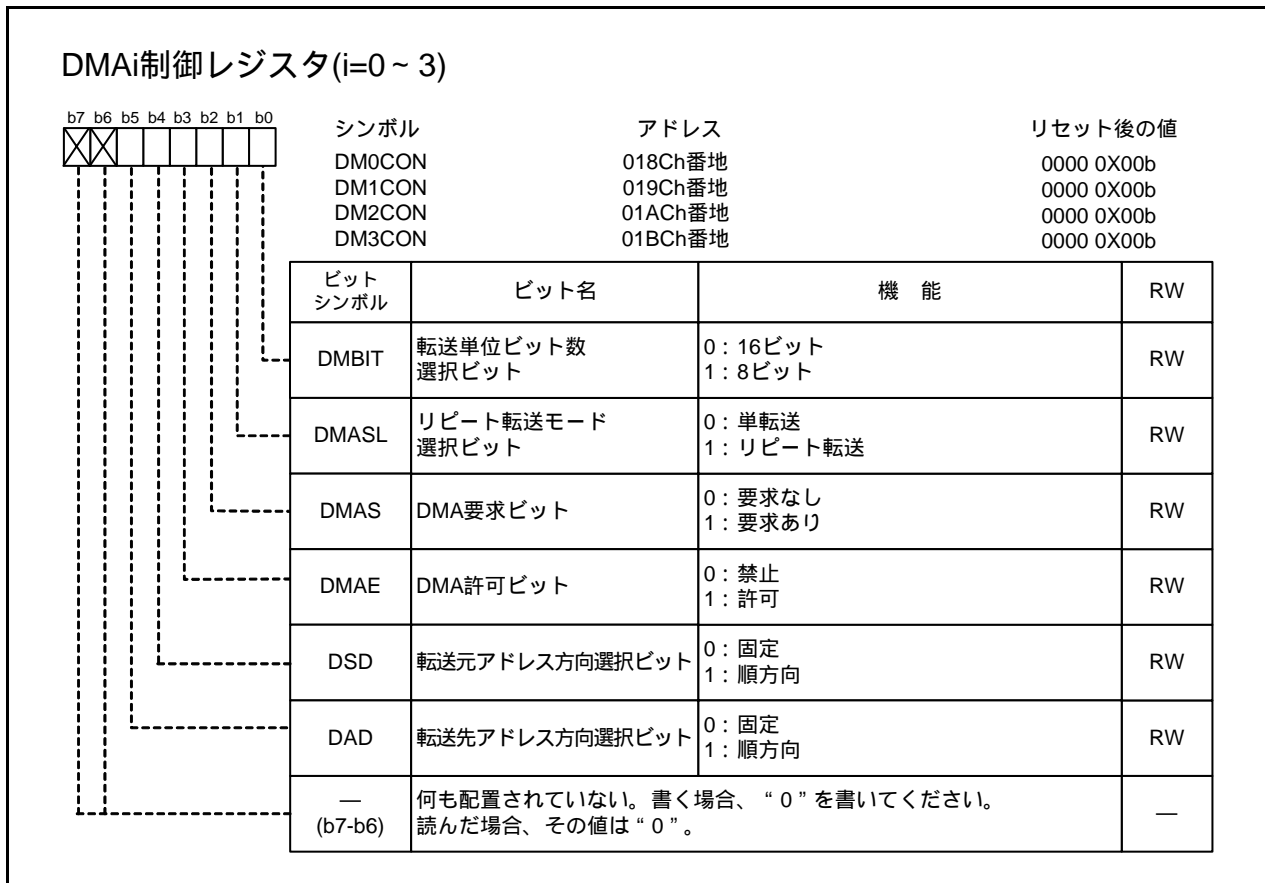 DMAi制御レジスタ(i=0～3)
b7 b6 b5 b4 b3 b2 b1 b0
シンボル アドレス リセット後の値
DM0CON 018Ch番地 0000 0X00b
DM1CON 019Ch番地 0000 0X00b
DM2CON 01ACh番地 0000 0X00b
DM3CON 01BCh番地 0000 0X00b
ビット
シンボル
ビット名
機 能
RW
DMBIT
転送単位ビット数
選択ビット
0：16ビット
1：8ビット
RW
DMASL
リピート転送モード
選択ビット
0：単転送
1：リピート転送
RW
DMAS
DMA要求ビット
0：要求なし
1：要求あり
RW
DMAE
DMA許可ビット
0：禁止
1：許可
RW
DSD
転送元アドレス方向選択ビット
0：固定
1：順方向
RW
DAD
転送先アドレス方向選択ビット
0：固定
1：順方向
RW
—
(b7-b6)
何も配置されていない。書く場合、“0”を書いてください。
読んだ場合、その値は“0”。
—